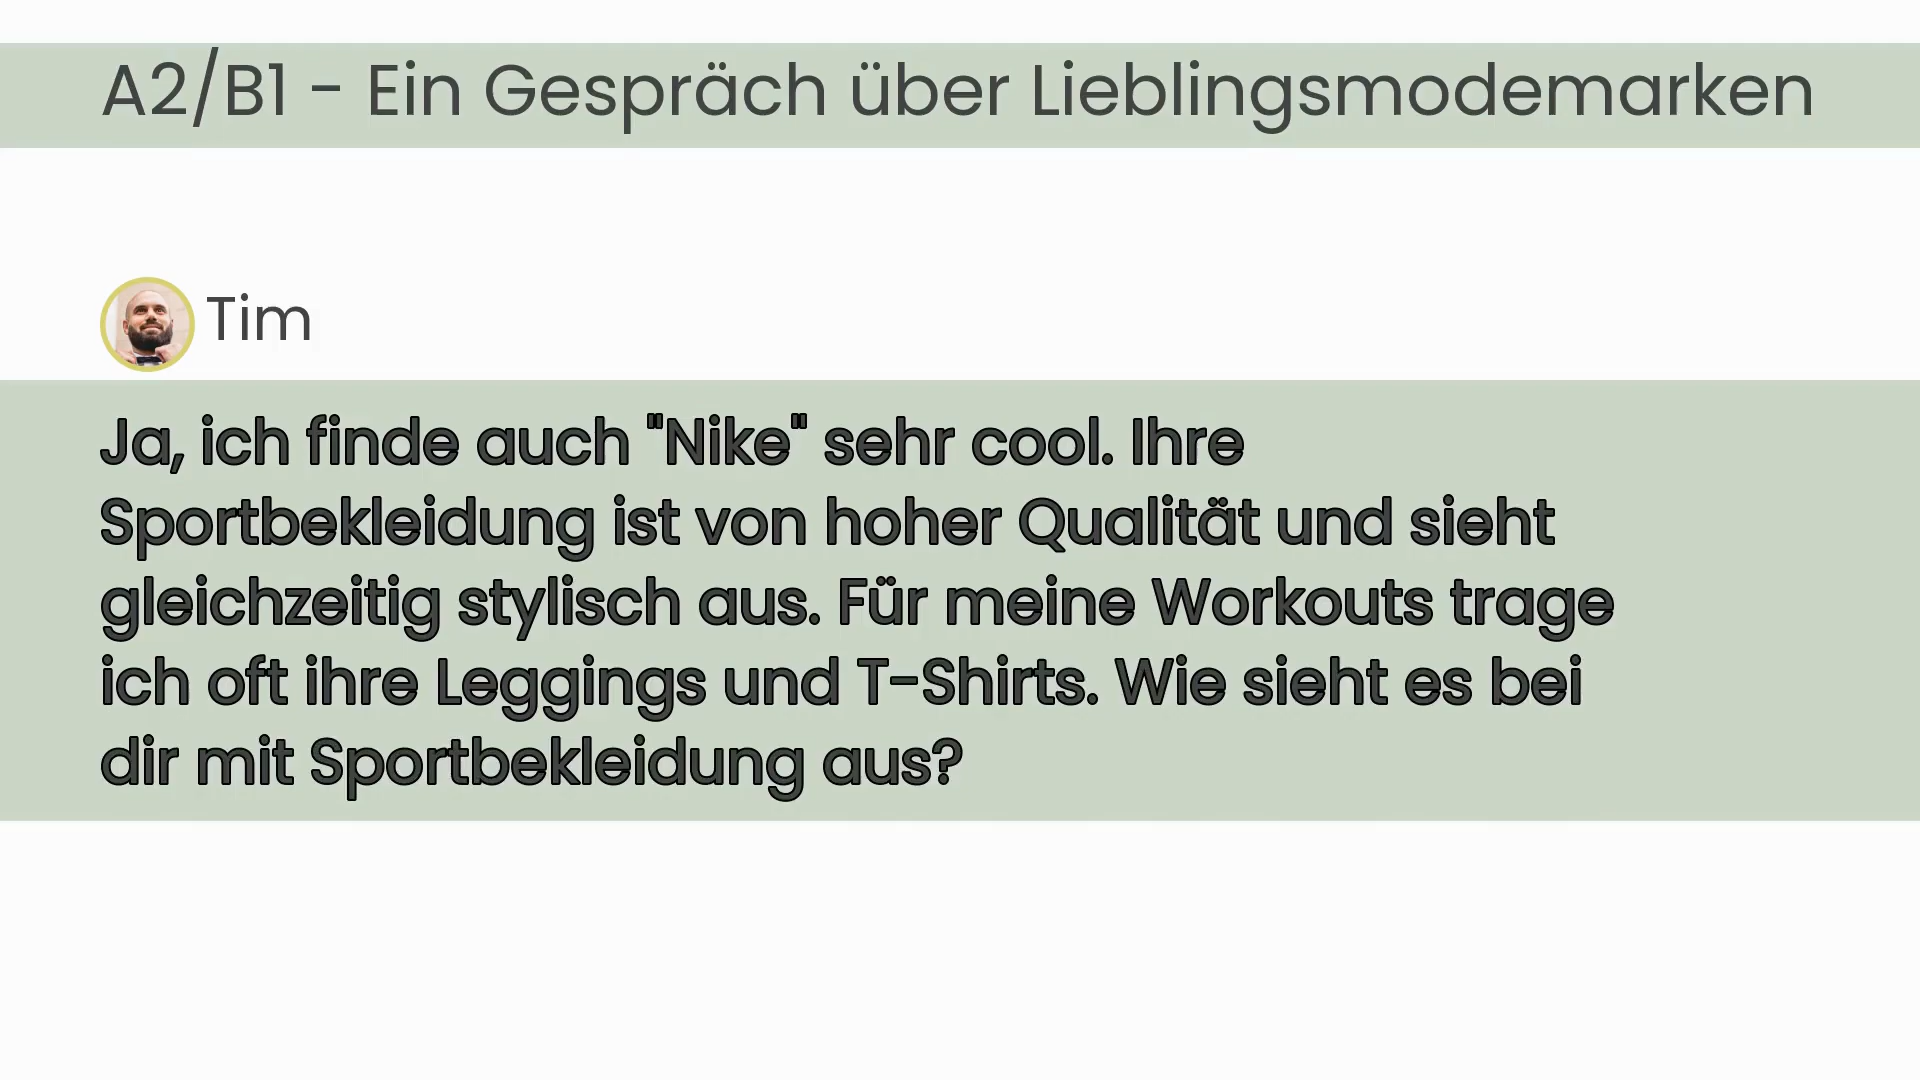 A2/B1 - Ein Gespräch über Lieblingsmodemarken
Tim
Ja, ich finde auch "Nike" sehr cool. Ihre
Sportbekleidung ist von hoher Qualität und sieht
gleichzeitig stylisch aus. Für meine Workouts trage
ich oft ihre Leggings und T-Shirts. Wie sieht es bei
dir mit Sportbekleidung aus?